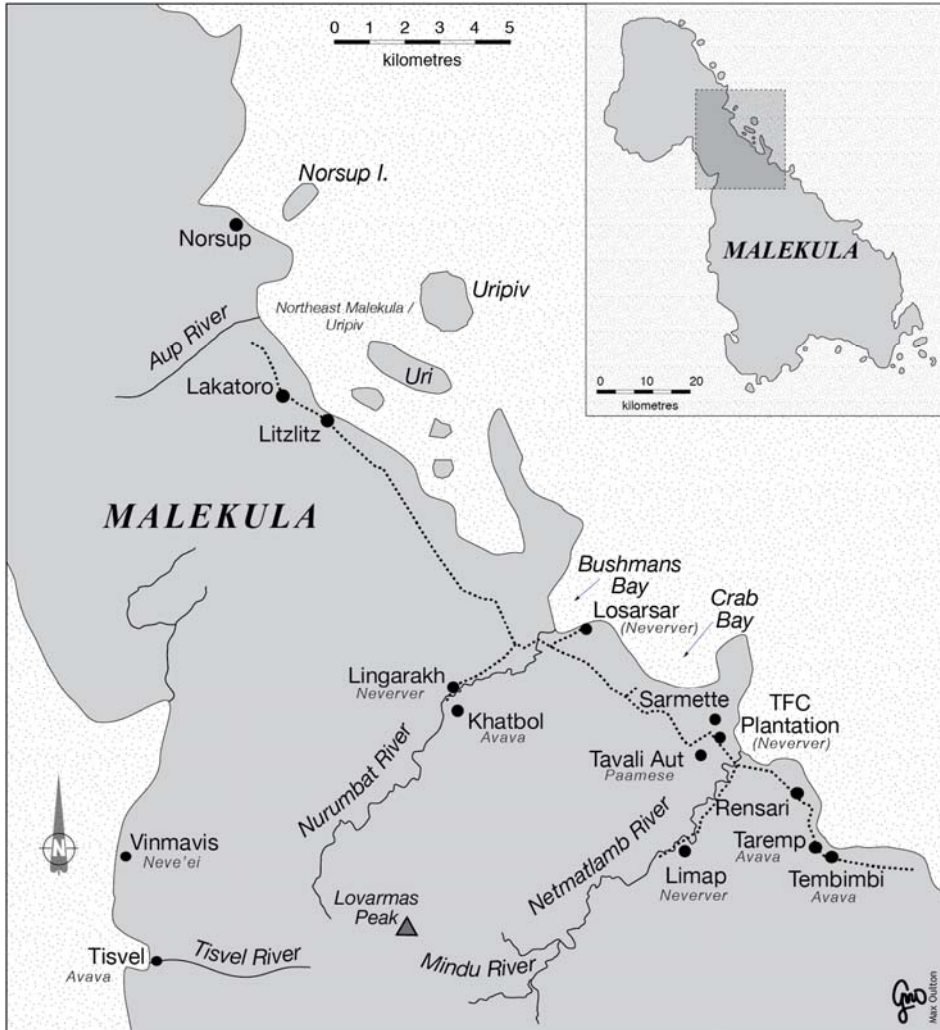 0 1 2 3 4 5
kilometres
MALEKULA
0 10 20
kilometres
Norsup I.
Norsup
Uripiv
Northeast Malekula /
Uripiv
Aup River
Uri
Lakatoro
Litzlitz
MALEKULA
Bushmans
Bay
Losarsar
(Neverver)
Crab
Bay
Lingarakh
Neverver
Khatbol
Avava
Sarmette
TFC
Plantation
(Neverver)
Tavali Aut
Paamese
Nurumbat River
Netmatlamb River
Rensari
Taremp
Avava
Tembimbi
Avava
Limap
Neverver
N
Vinmavis
Neve'ei
Lovarmas
Peak
Mindu River
Tisvel
Avava
Tisvel River
Max Oulton